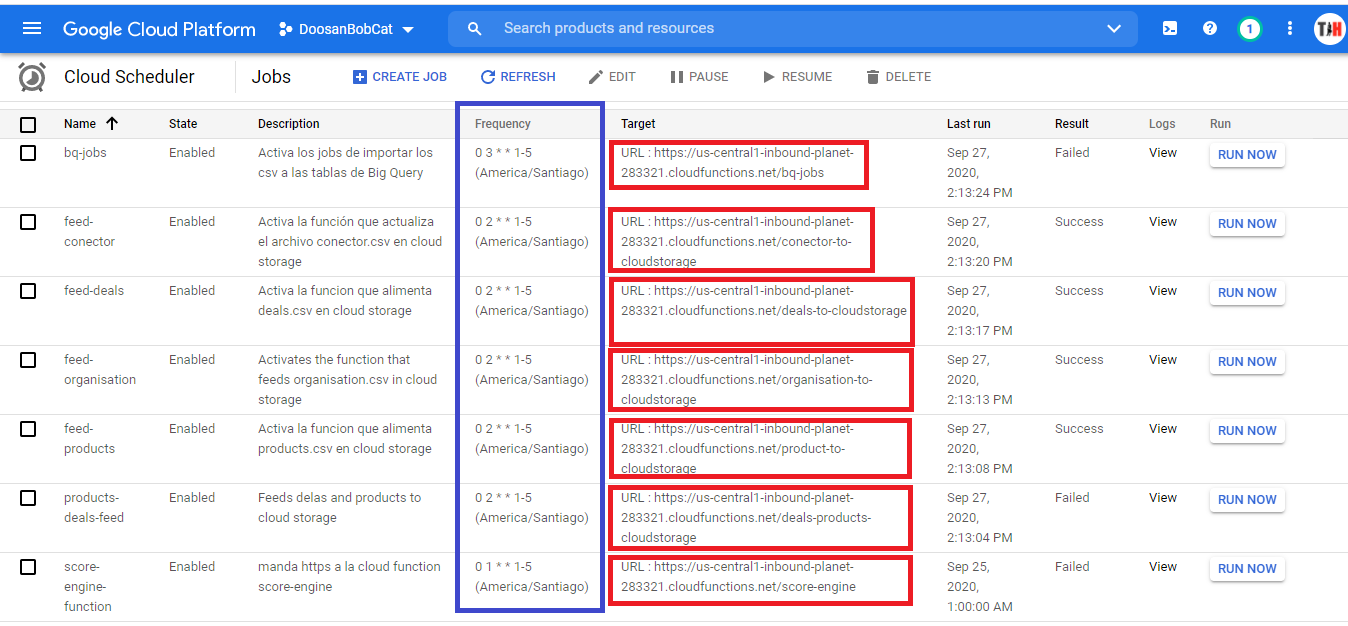 Google Cloud Platform
DoosanBobCat
Search products and resources
1
TIH
Cloud Scheduler
Jobs
CREATE JOB
REFRESH
EDIT
PAUSE
RESUME
DELETE
Name
State
Description
Frequency
Target
Last run
Result
Logs
Run
bq-jobs
Enabled
Activa los jobs de importar los
csv a las tablas de Big Query
0 3 * * 1-5
(America/Santiago)
URL : https://us-central1-inbound-planet-
283321.cloudfunctions.net/bq-jobs
Sep 27,
2020,
2:13:24 PM
Failed
View
RUN NOW
feed-
conector
Enabled
Activa la función que actualiza
el archivo conector.csv en cloud
storage
0 2 * * 1-5
(America/Santiago)
URL : https://us-central1-inbound-planet-
283321.cloudfunctions.net/conector-to-
cloudstorage
Sep 27,
2020,
2:13:20 PM
Success
View
RUN NOW
feed-deals
Enabled
Activa la funcion que alimenta
deals.csv en cloud storage
0 2 * * 1-5
(America/Santiago)
URL : https://us-central1-inbound-planet-
283321.cloudfunctions.net/deals-to-cloudstorage
Sep 27,
2020,
2:13:17 PM
Success
View
RUN NOW
feed-
organisation
Enabled
Activates the function that
feeds organisation.csv in cloud
storage
0 2 * * 1-5
(America/Santiago)
URL : https://us-central1-inbound-planet-
283321.cloudfunctions.net/organisation-to-
cloudstorage
Sep 27,
2020,
2:13:13 PM
Success
View
RUN NOW
feed-
products
Enabled
Activa la funcion que alimenta
products.csv en cloud storage
0 2 * * 1-5
(America/Santiago)
URL : https://us-central1-inbound-planet-
283321.cloudfunctions.net/product-to-
cloudstorage
Sep 27,
2020,
2:13:08 PM
Success
View
RUN NOW
products-
deals-feed
Enabled
Feeds delas and products to
cloud storage
0 2 * * 1-5
(America/Santiago)
URL : https://us-central1-inbound-planet-
283321.cloudfunctions.net/deals-products-
cloudstorage
Sep 27,
2020,
2:13:04 PM
Failed
View
RUN NOW
score-
engine-
function
Enabled
manda https a la cloud function
score-engine
0 1 * * 1-5
(America/Santiago)
URL : https://us-central1-inbound-planet-
283321.cloudfunctions.net/score-engine
Sep 25,
2020,
1:00:00 AM
Failed
View
RUN NOW